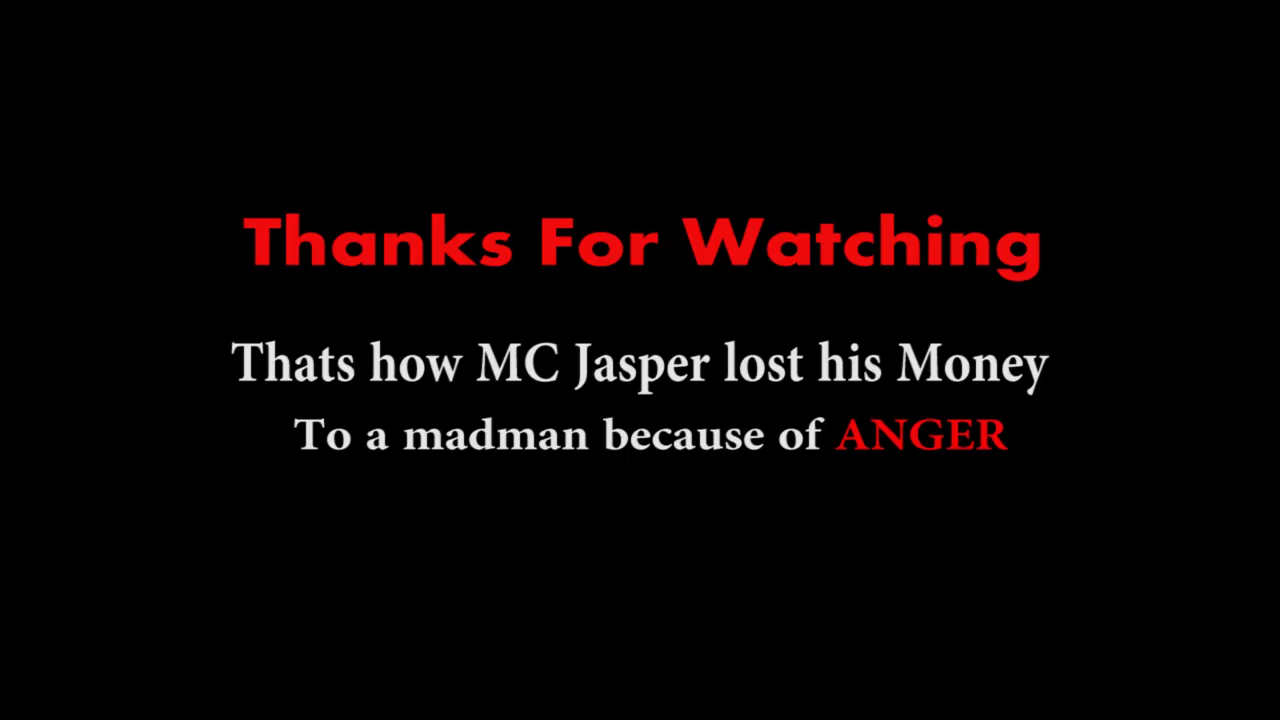 Thanks For Watching
Thats how MC Jasper lost his Money
To a madman because of ANGER